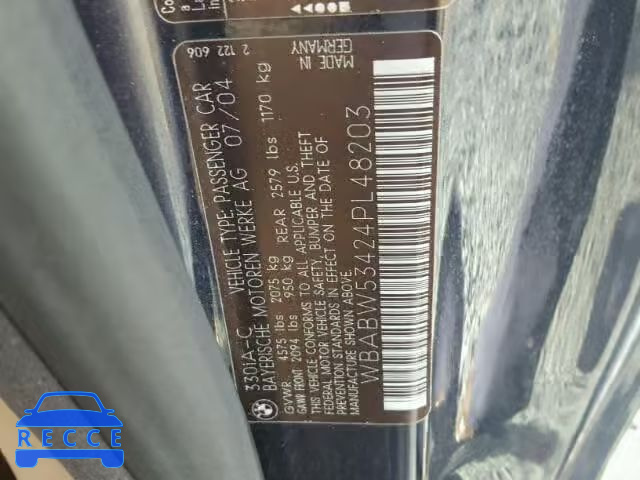 330iA-C VEHICLE TYPE: PASSENGER CAR
BAYERISCHE MOTOREN WERKE AG 07/04
GVWR 4575 lbs 2075 kg REAR 2579 lbs 1170 kg
GAWR FRONT 2094 lbs 950 kg
THIS VEHICLE CONFORMS TO ALL APPLICABLE U.S.
FEDERAL MOTOR VEHICLE SAFETY, BUMPER AND THEFT
PREVENTION STANDARDS IN EFFECT ON THE DATE OF
MANUFACTURE SHOWN ABOVE.
WBABW53424PL48203
2 122 606
MADE IN
GERMANY
RECCE